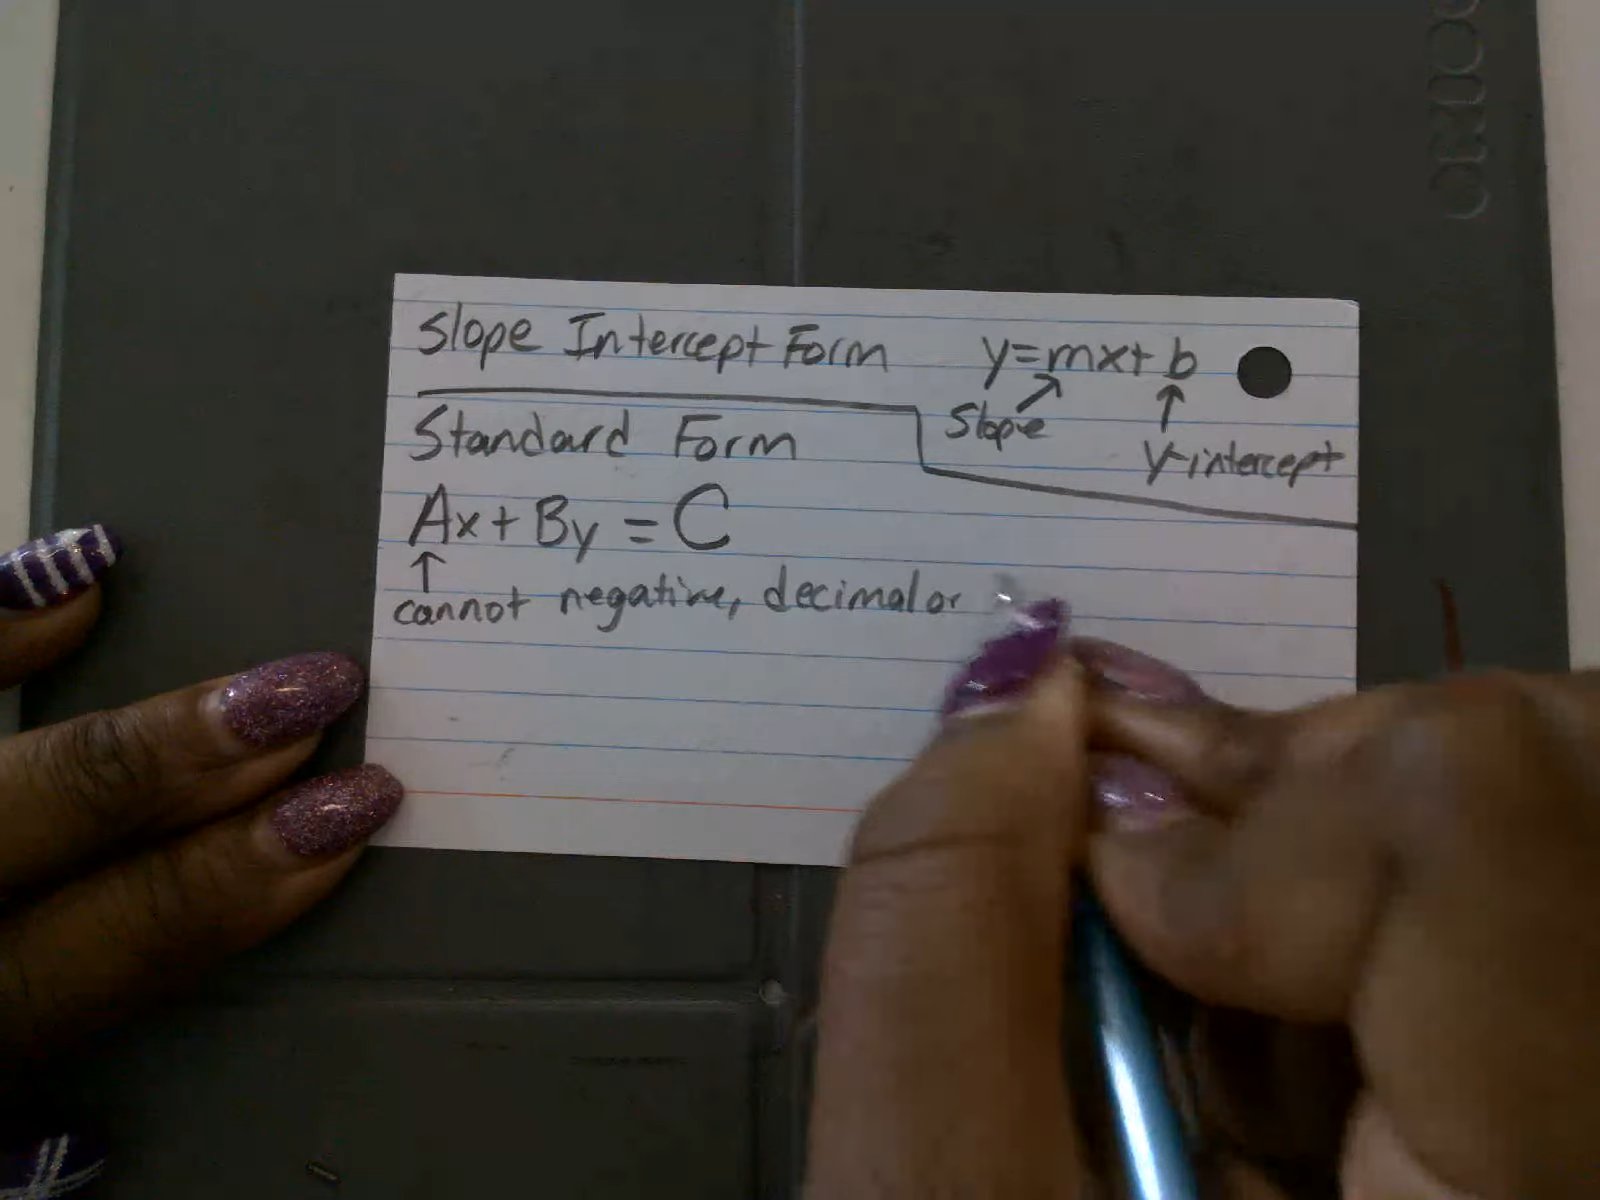 Slope Intercept Form y=mx+b
Slope
y-intercept
Standard Form
Ax + By = C
cannot negative, decimal or